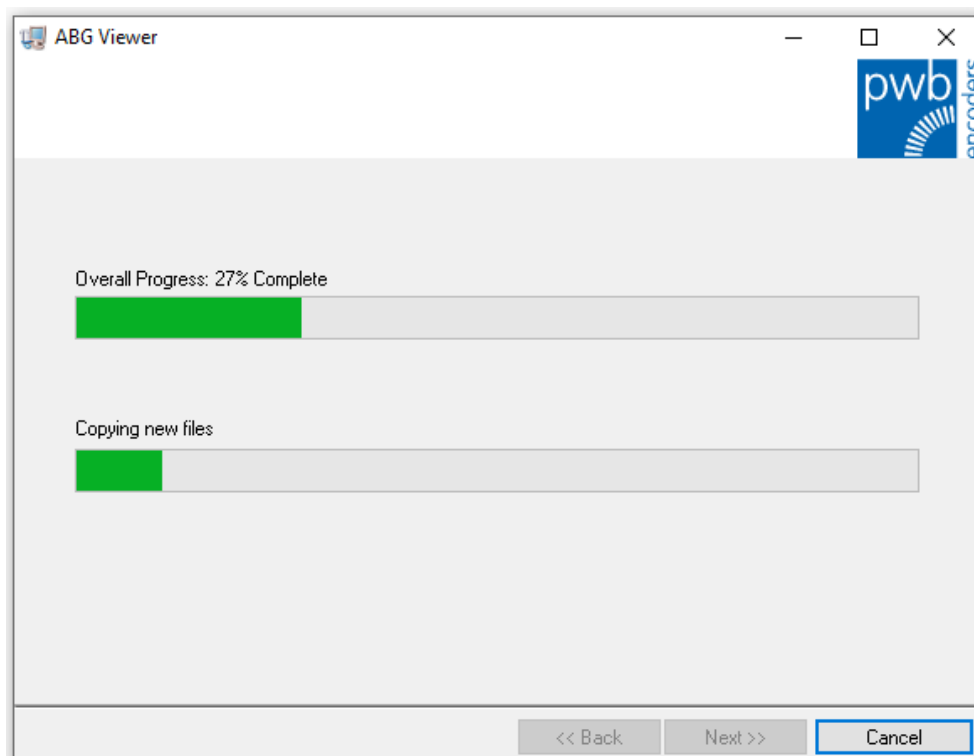 ABG Viewer
pwb
encoders
Overall Progress: 27% Complete
Copying new files
<< Back
Next >>
Cancel